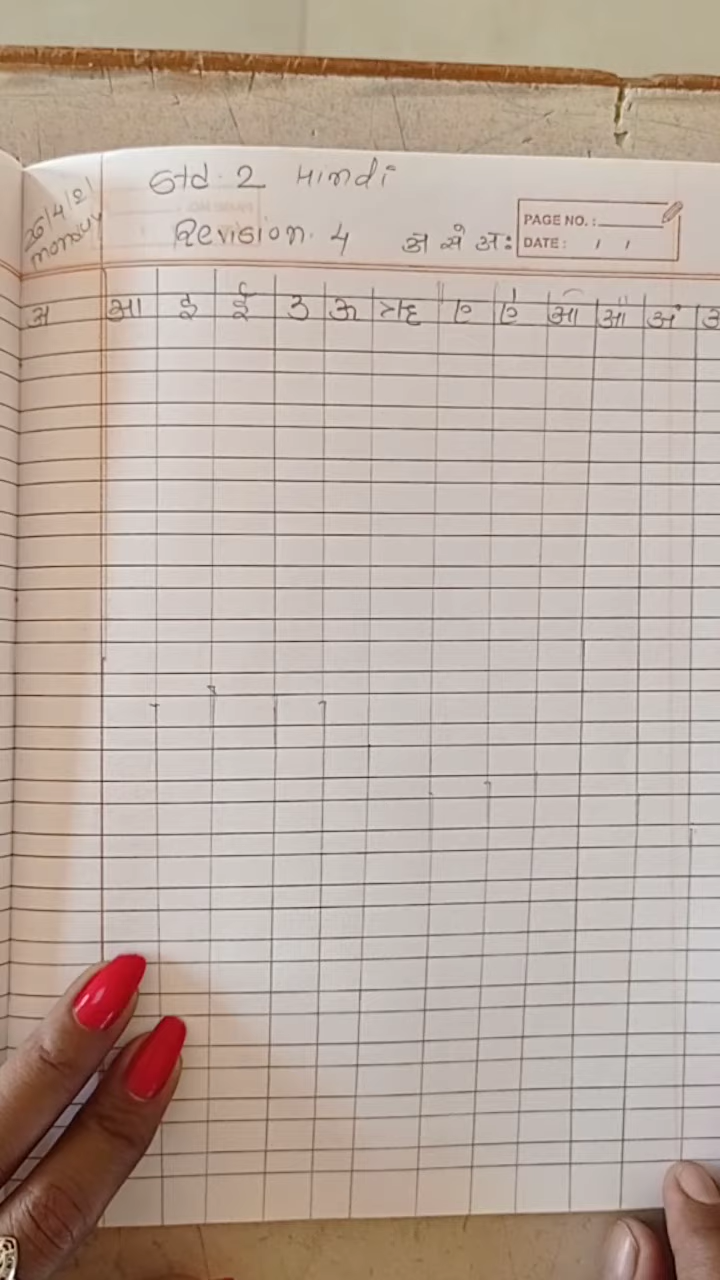 26/4/21
Monday
Std. 2 Hindi
Revision. 4 अ से अः
PAGE NO.:
DATE: / /
अ आ इ ई उ ऊ ऋ ए ऐ ओ औ अं अ